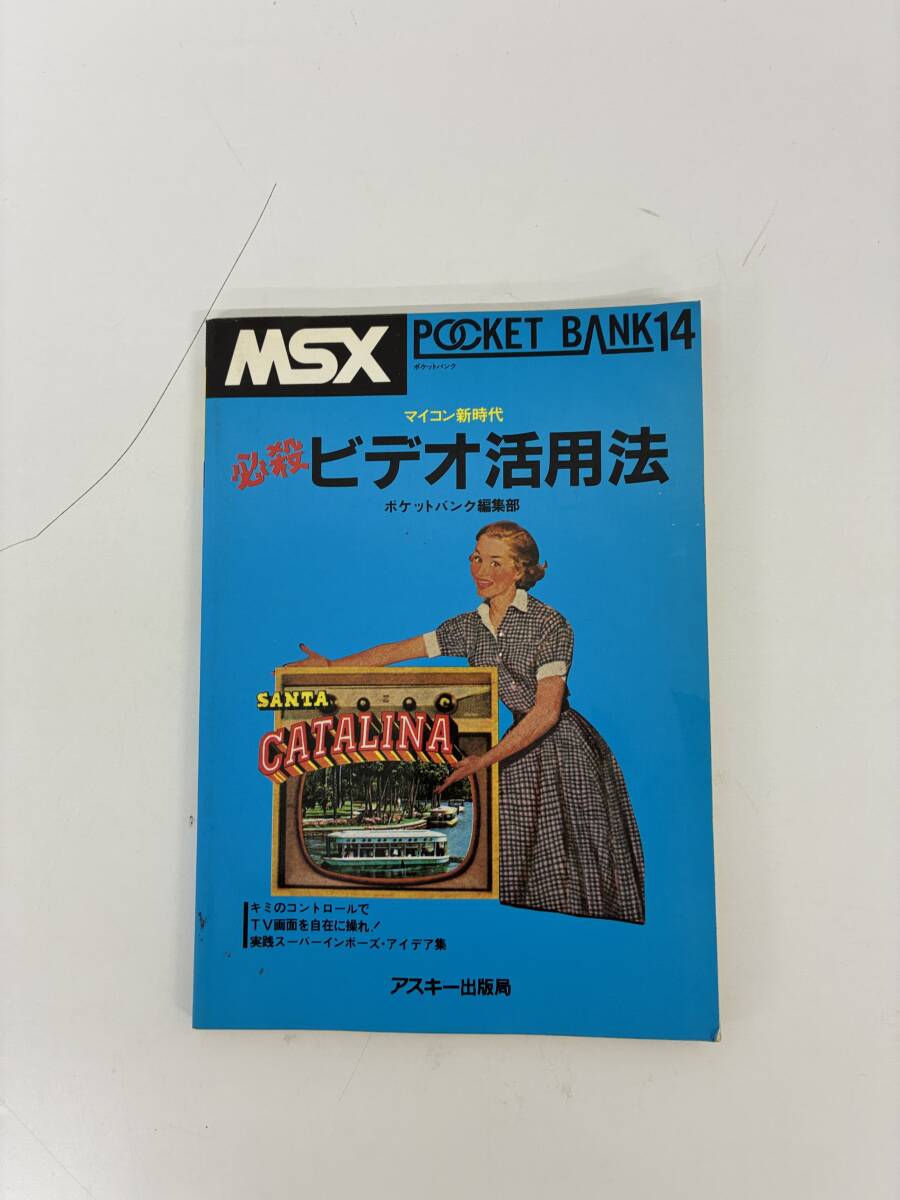 MSX
POCKET BANK14
ポケットバンク
マイコン新時代
必殺ビデオ活用法
ポケットバンク編集部
SANTA
CATALINA
キミのコントロールで
TV画面を自在に操れ!
実践スーパーインポーズ・アイデア集
アスキー出版局